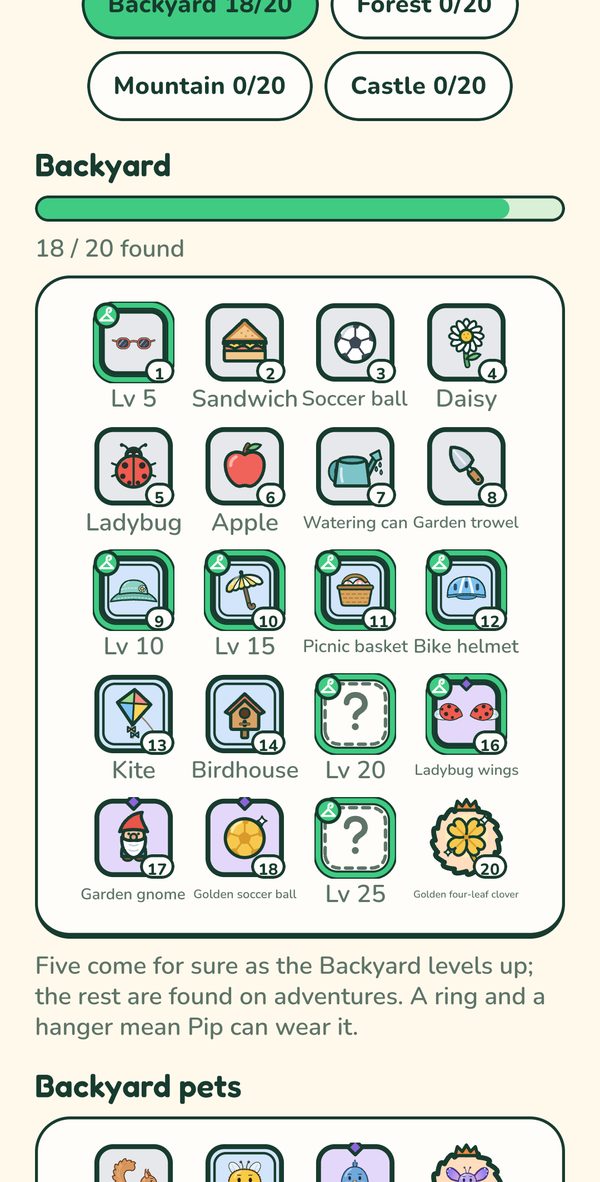 Backyard 18/20
Forest 0/20
Mountain 0/20
Castle 0/20
Backyard
18 / 20 found
1
2
3
4
Lv 5
Sandwich
Soccer ball
Daisy
5
6
7
8
Ladybug
Apple
Watering can
Garden trowel
9
10
11
12
Lv 10
Lv 15
Picnic basket
Bike helmet
?
13
14
16
Kite
Birdhouse
Lv 20
Ladybug wings
?
17
18
20
Garden gnome
Golden soccer ball
Lv 25
Golden four-leaf clover
Five come for sure as the Backyard levels up;
the rest are found on adventures. A ring and a
hanger mean Pip can wear it.
Backyard pets